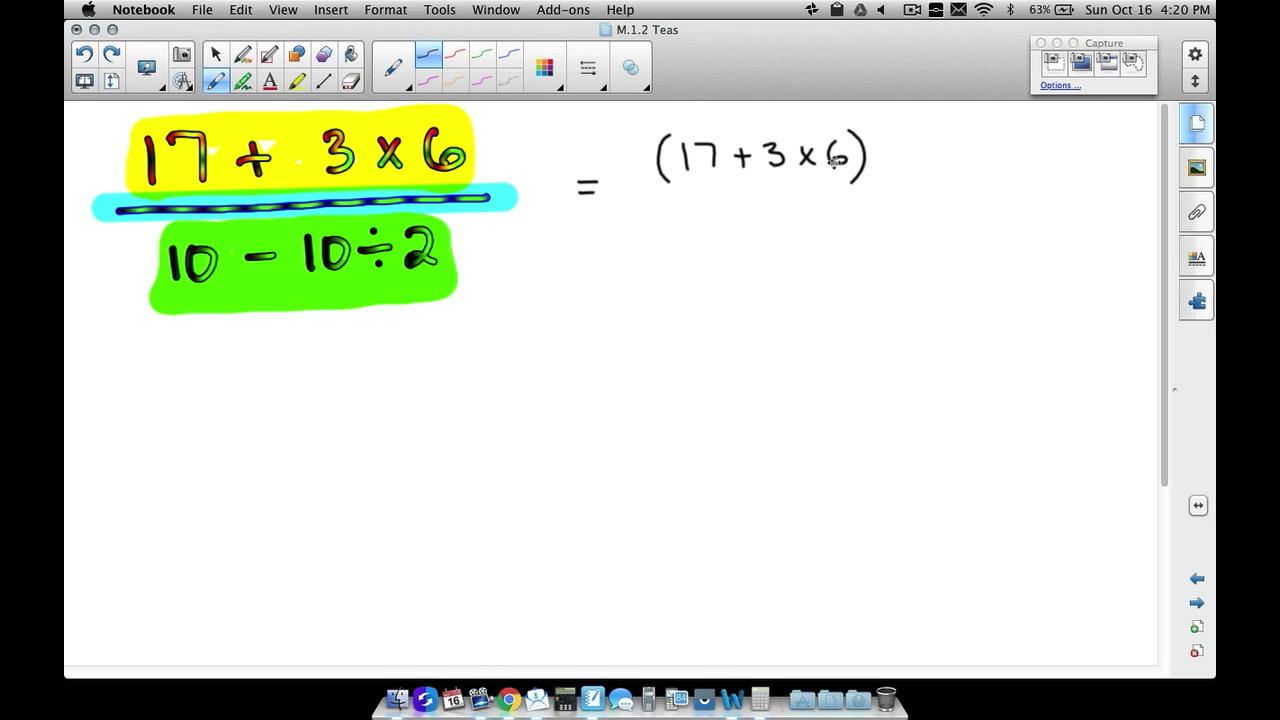 Notebook File Edit View Insert Format Tools Window Add-ons Help 63% Sun Oct 16 4:20 PM
M.1.2 Teas
Capture
Options ...
17 + 3 x 6
10 - 10 ÷ 2
=
(17 + 3 x 6)